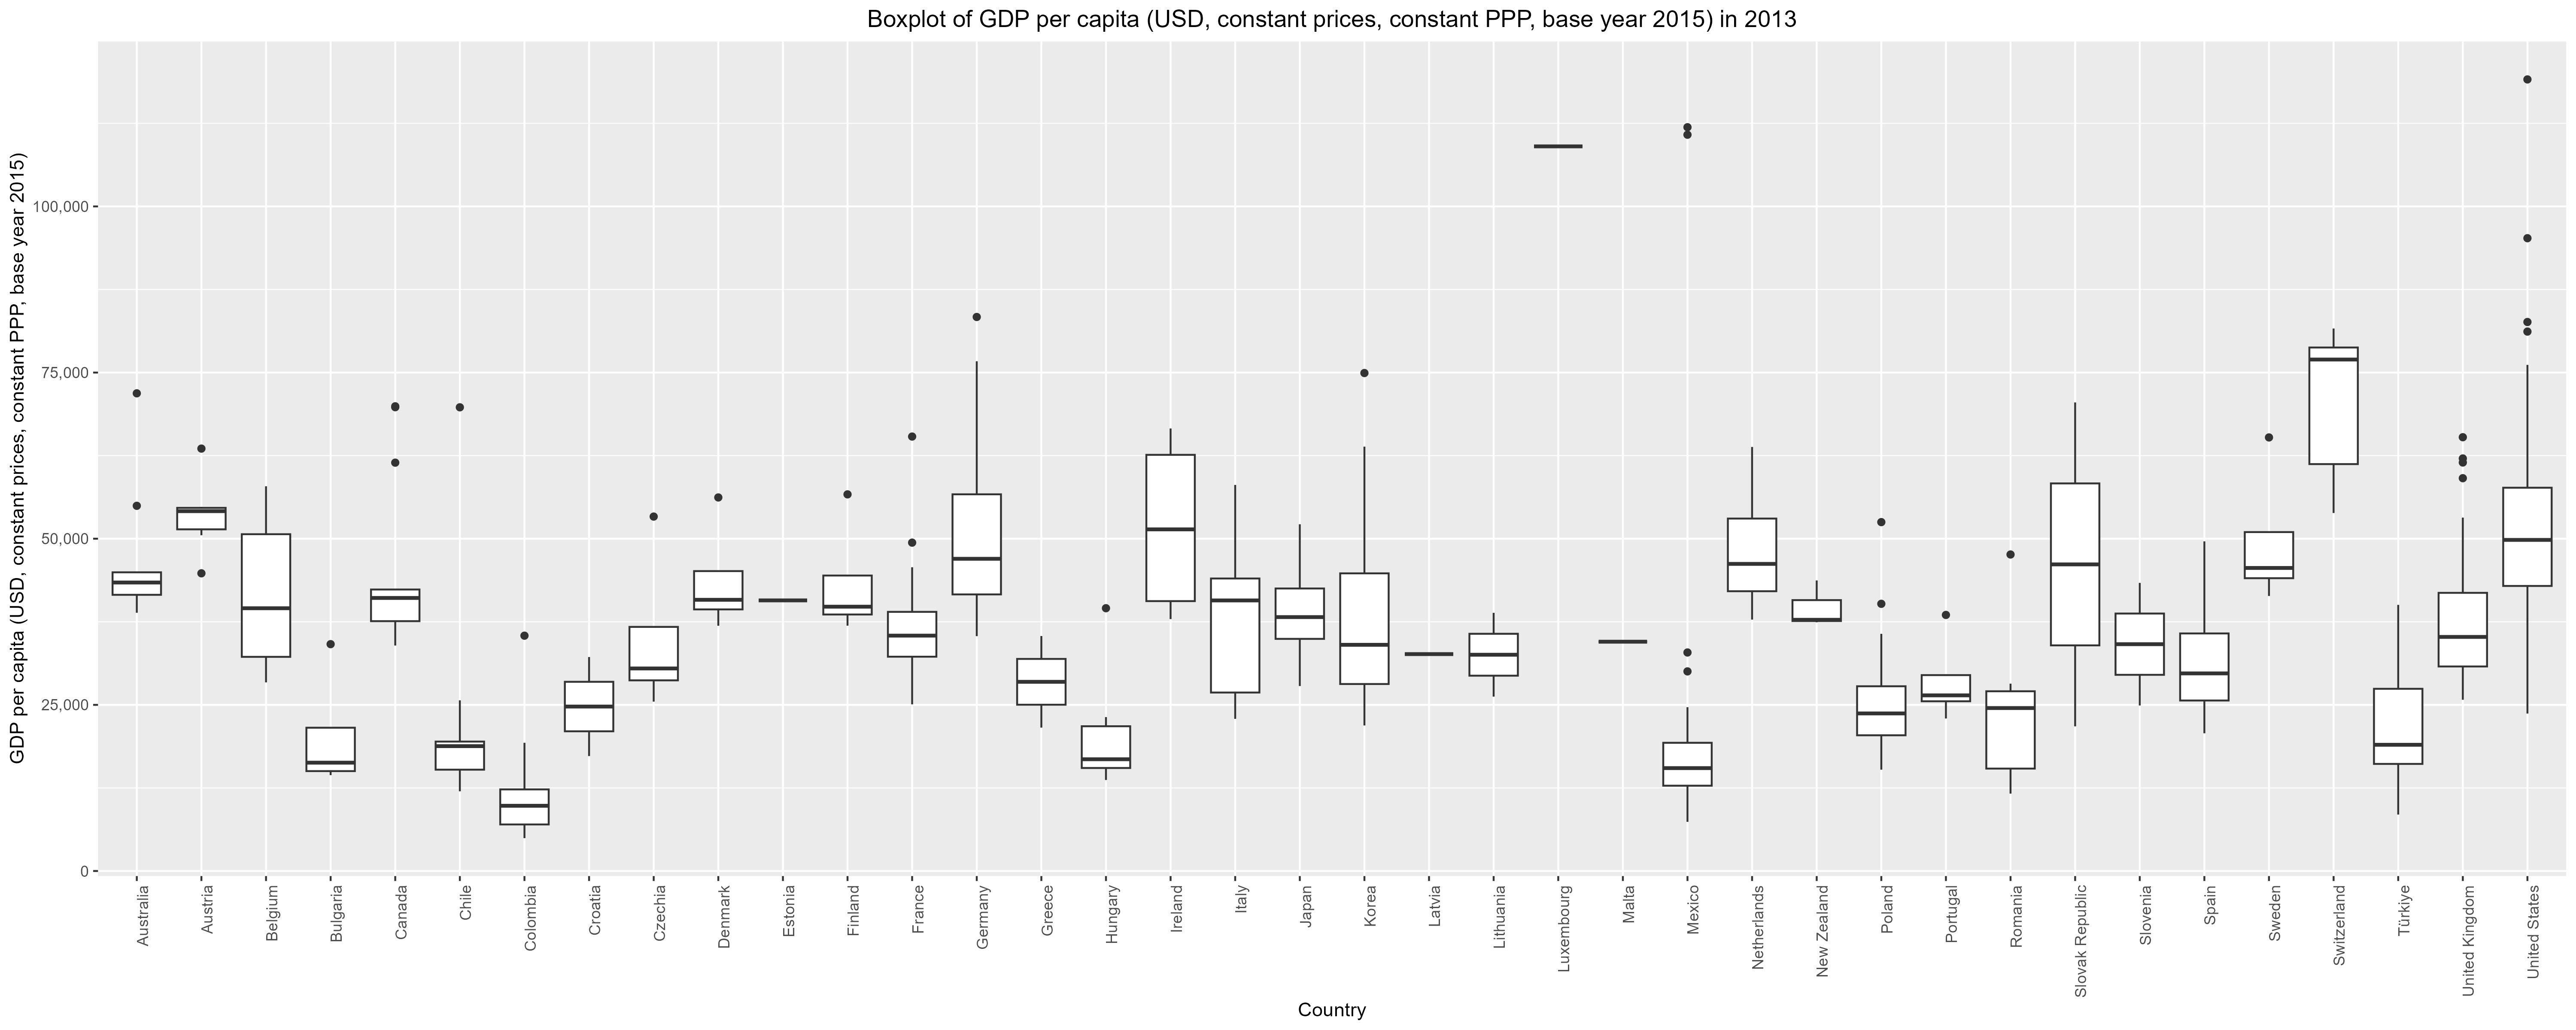 Boxplot of GDP per capita (USD, constant prices, constant PPP, base year 2015) in 2013
GDP per capita (USD, constant prices, constant PPP, base year 2015)
100,000
75,000
50,000
25,000
0
Australia
Austria
Belgium
Bulgaria
Canada
Chile
Colombia
Croatia
Czechia
Denmark
Estonia
Finland
France
Germany
Greece
Hungary
Ireland
Italy
Japan
Korea
Latvia
Lithuania
Luxembourg
Malta
Mexico
Netherlands
New Zealand
Poland
Portugal
Romania
Slovak Republic
Slovenia
Spain
Sweden
Switzerland
Türkiye
United Kingdom
United States
Country